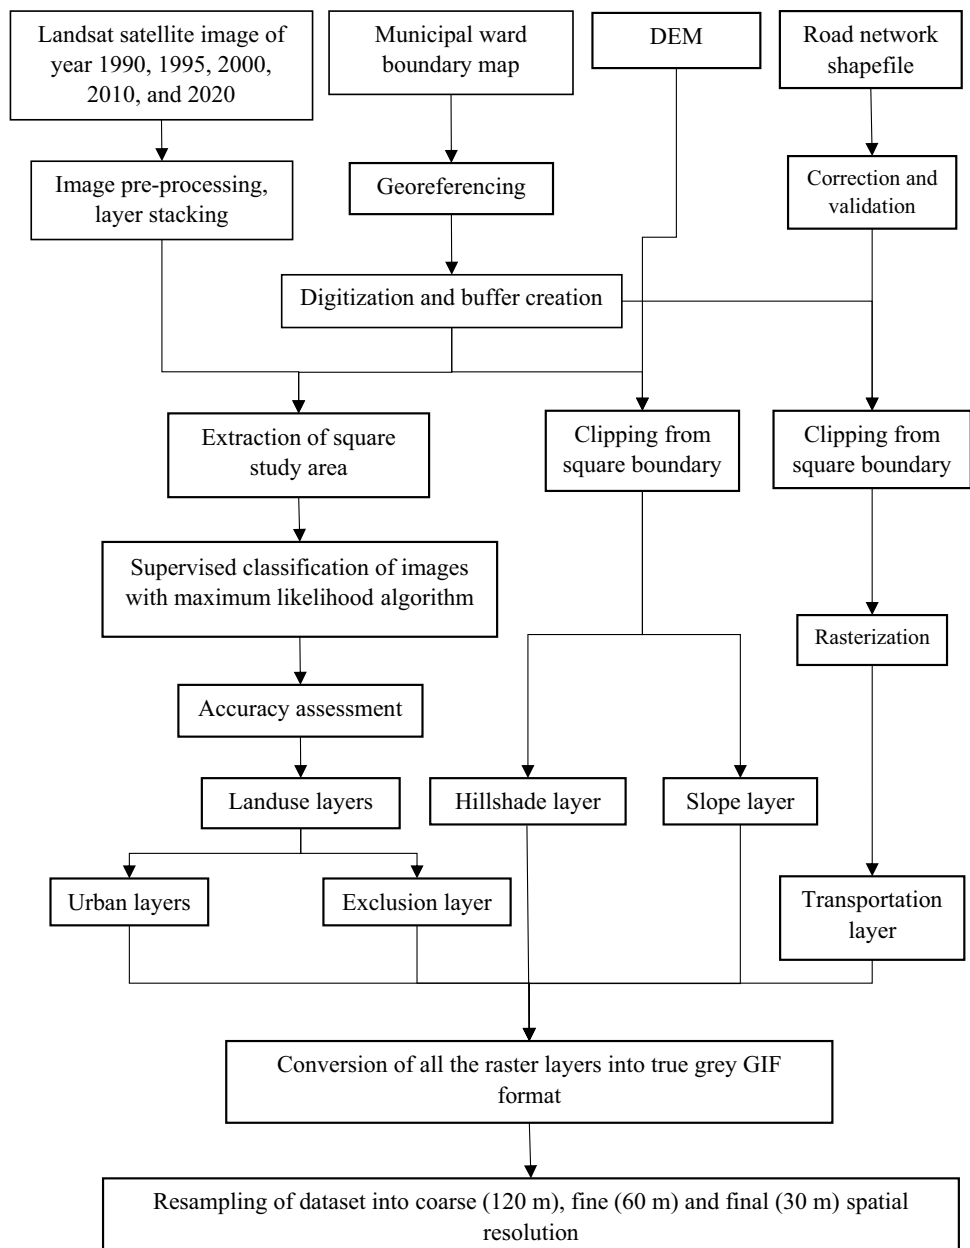 Landsat satellite image of
year 1990, 1995, 2000,
2010, and 2020
Municipal ward
boundary map
DEM
Road network
shapefile
Image pre-processing,
layer stacking
Georeferencing
Correction and
validation
Digitization and buffer creation
Extraction of square
study area
Clipping from
square boundary
Clipping from
square boundary
Supervised classification of images
with maximum likelihood algorithm
Rasterization
Accuracy assessment
Landuse layers
Hillshade layer
Slope layer
Urban layers
Exclusion layer
Transportation
layer
Conversion of all the raster layers into true grey GIF
format
Resampling of dataset into coarse (120 m), fine (60 m) and final (30 m) spatial
resolution